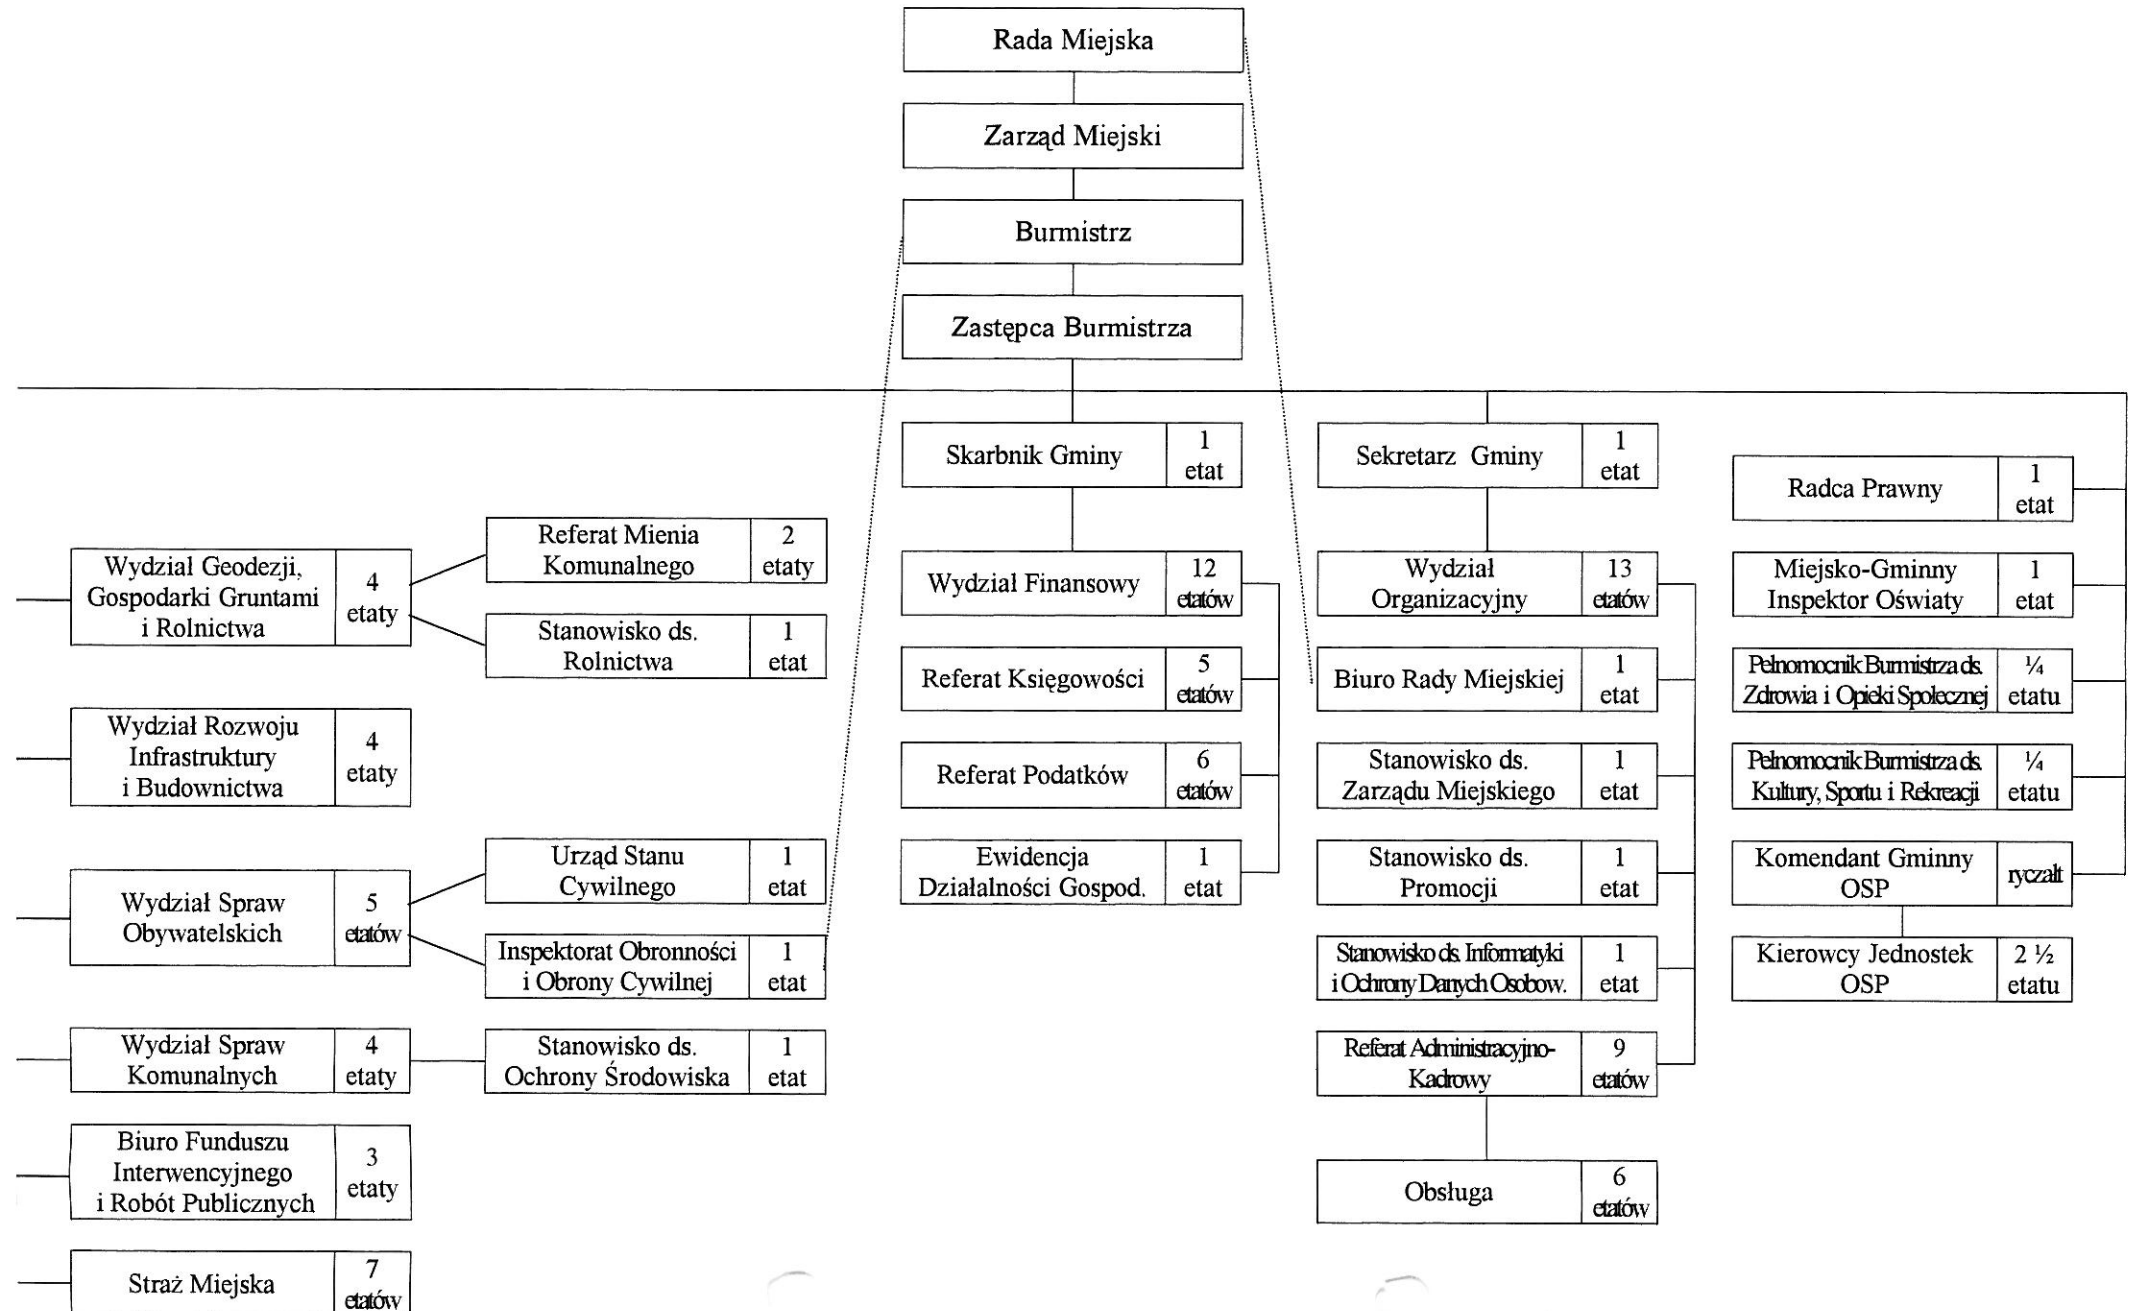 Rada Miejska
Zarząd Miejski
Burmistrz
Zastępca Burmistrza
Wydział Geodezji,
Gospodarki Gruntami
i Rolnictwa
4
etaty
Referat Mienia
Komunalnego
2
etaty
Stanowisko ds.
Rolnictwa
1
etat
Wydział Rozwoju
Infrastruktury
i Budownictwa
4
etaty
Wydział Spraw
Obywatelskich
5
etatów
Urząd Stanu
Cywilnego
1
etat
Inspektorat Obronności
i Obrony Cywilnej
1
etat
Wydział Spraw
Komunalnych
4
etaty
Stanowisko ds.
Ochrony Środowiska
1
etat
Biuro Funduszu
Interwencyjnego
i Robót Publicznych
3
etaty
Straż Miejska
7
etatów
Skarbnik Gminy
1
etat
Wydział Finansowy
12
etatów
Referat Księgowości
5
etatów
Referat Podatków
6
etatów
Ewidencja
Działalności Gospod.
1
etat
Sekretarz Gminy
1
etat
Wydział
Organizacyjny
13
etatów
Biuro Rady Miejskiej
1
etat
Stanowisko ds.
Zarządu Miejskiego
1
etat
Stanowisko ds.
Promocji
1
etat
Stanowisko ds. Informatyki
i Ochrony Danych Osobow.
1
etat
Referat Administracyjno-
Kadrowy
9
etatów
Obsługa
6
etatów
Radca Prawny
1
etat
Miejsko-Gminny
Inspektor Oświaty
1
etat
Pełnomocnik Burmistrza ds.
Zdrowia i Opieki Społecznej
¼
etatu
Pełnomocnik Burmistrza ds.
Kultury, Sportu i Rekreacji
¼
etatu
Komendant Gminny
OSP
ryczałt
Kierowcy Jednostek
OSP
2 ½
etatu